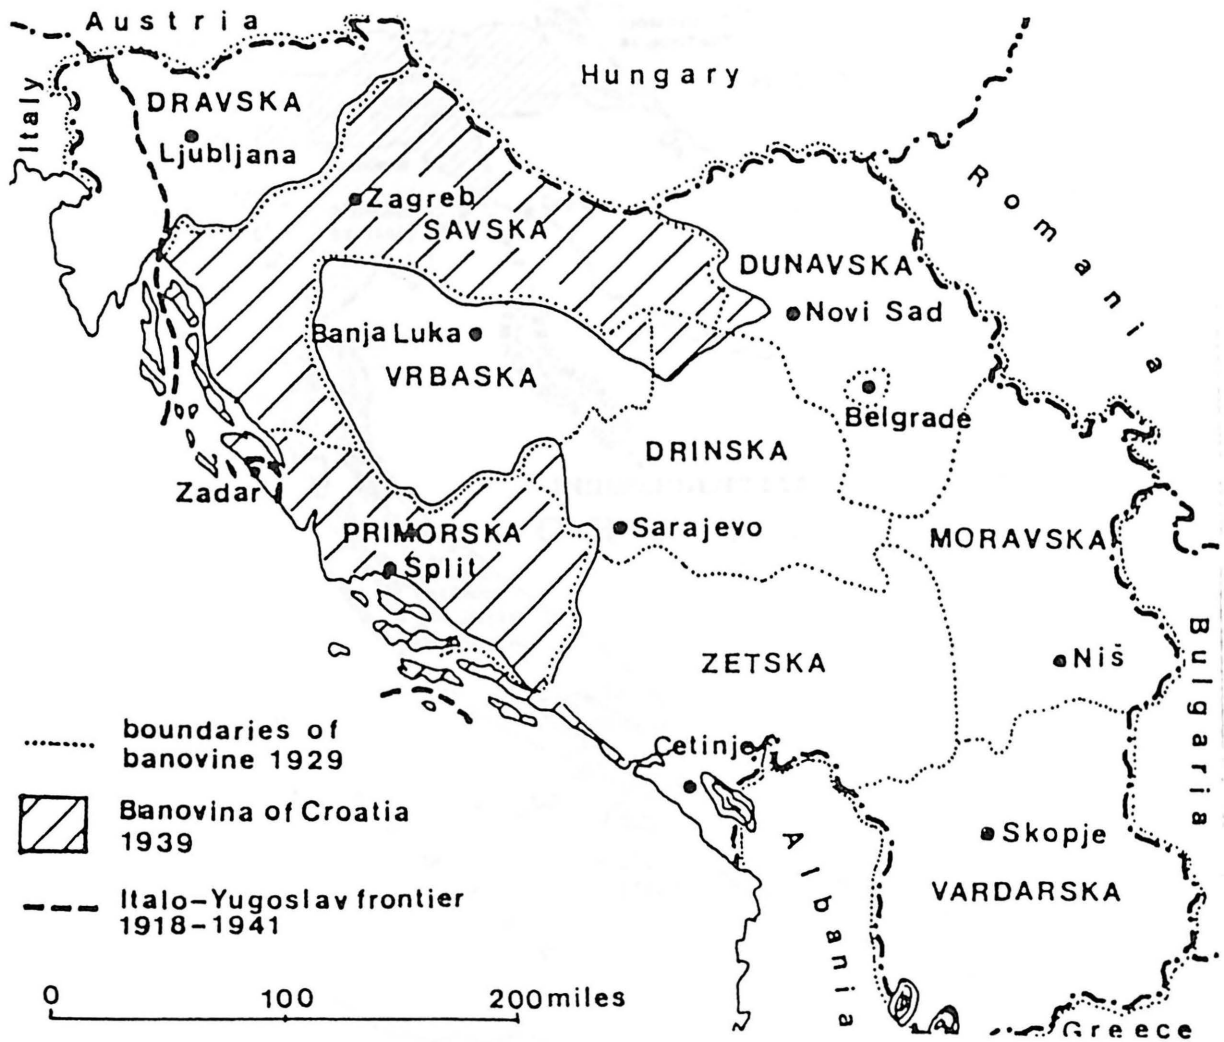 Austria
Hungary
Italy
DRAVSKA
Ljubljana
Romania
Zagreb
SAVSKA
DUNAVSKA
Novi Sad
Banja Luka
VRBASKA
Belgrade
DRINSKA
Zadar
PRIMORSKA
Sarajevo
MORAVSKA
Split
ZETSKA
Niš
Bulgaria
Cetinje
Skopje
Albania
VARDARSKA
Greece
boundaries of
banovine 1929
Banovina of Croatia
1939
Italo-Yugoslav frontier
1918-1941
0 100 200 miles